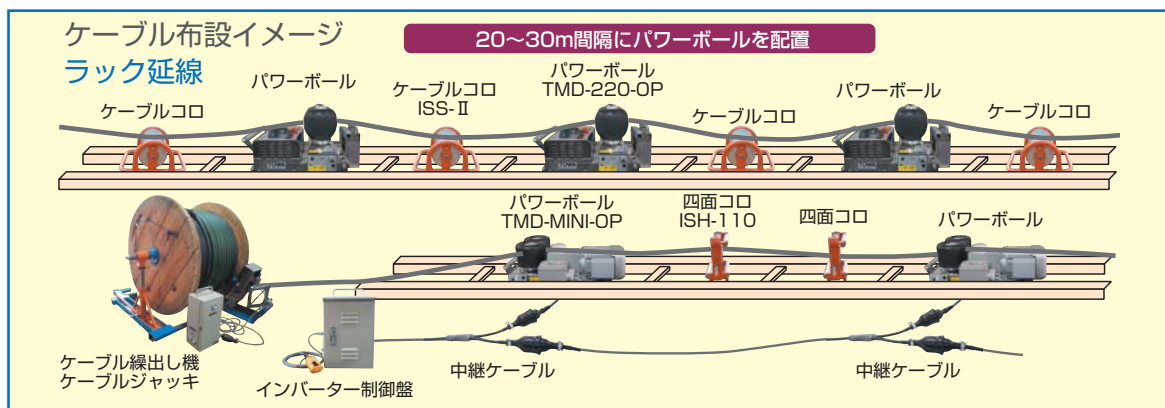 ケーブル布設イメージ
ラック延線
20〜30m間隔にパワーボールを配置
ケーブルコロ
パワーボール
ケーブルコロ
ISS-Ⅱ
パワーボール
TMD-220-OP
ケーブルコロ
パワーボール
ケーブルコロ
パワーボール
TMD-MINI-OP
四面コロ
ISH-110
四面コロ
パワーボール
ケーブル繰出し機
ケーブルジャッキ
インバーター制御盤
中継ケーブル
中継ケーブル